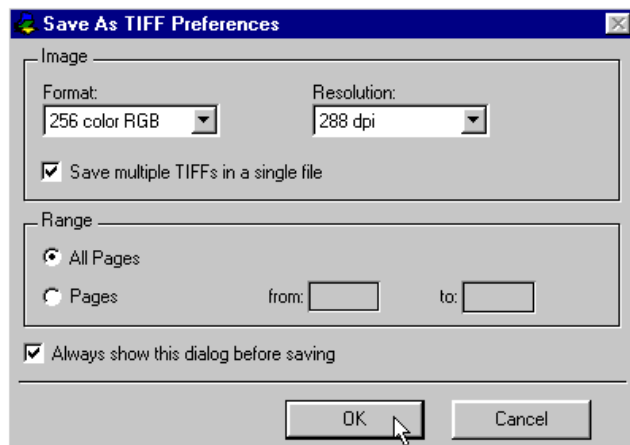 Save As TIFF Preferences
Image
Format: Resolution:
256 color RGB 288 dpi
Save multiple TIFFs in a single file
Range
All Pages
Pages from: to:
Always show this dialog before saving
OK Cancel